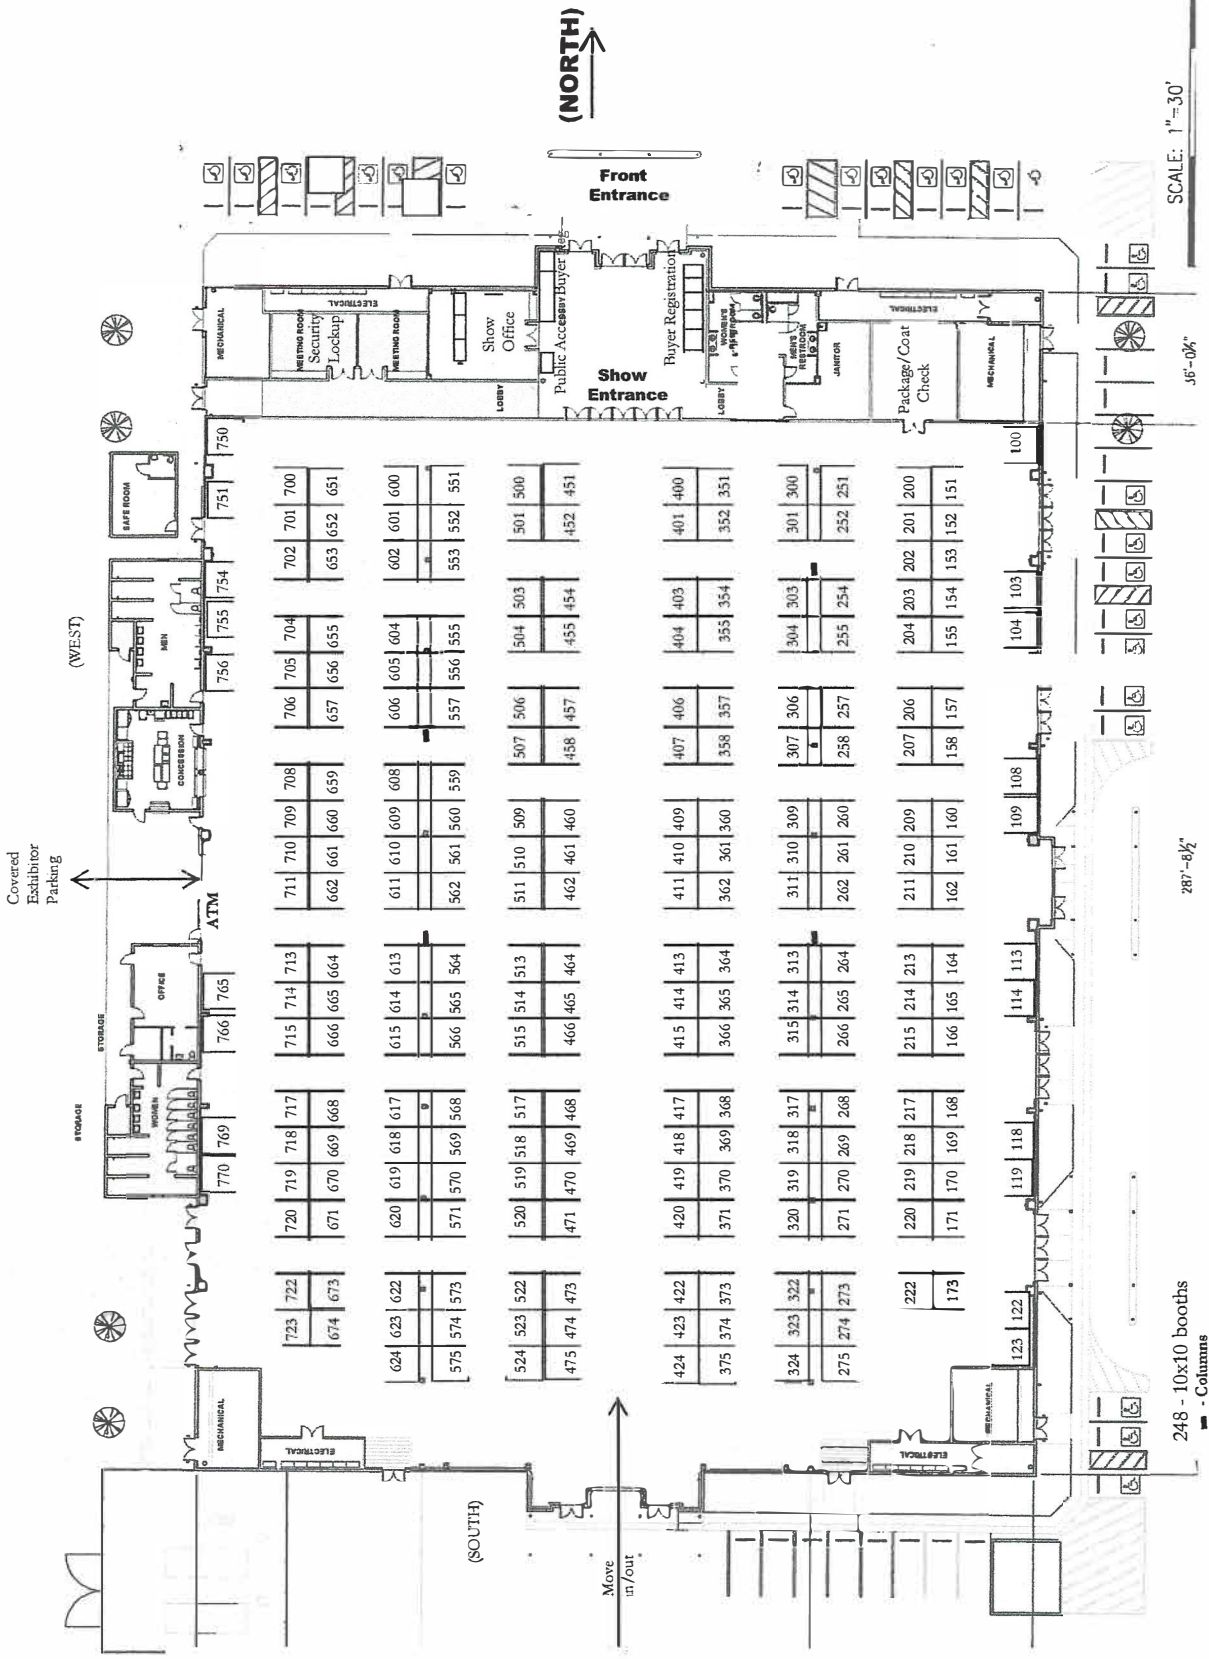 (NORTH)
SCALE: 1"=30'
Front
Entrance
MECHANICAL
ELECTRICAL
MEETING ROOM
Security
Lockup
MEETING ROOM
Show
Office
LOBBY
Public Access
LOBBY
Buyer Reg.
Buyer Registration
Show
Entrance
LOBBY
WOMEN'S
RESTROOM
MEN'S
RESTROOM
JANITOR
ELECTRICAL
Package/Coat
Check
MECHANICAL
36'-0½"
SAFE ROOM
(WEST)
MEN
CONCESSION
Covered
Exhibitor
Parking
ATM
OFFICE
STORAGE
STORAGE
WOMEN
287'-8½"
750 100
700 651 600 551 500 451 400 351 300 251 200 151
751
701 652 601 552 501 452 401 352 301 252 201 152
702 653 602 553 202 153
754 103
503 454 403 354 303 254 203 154
755 104
704 655 604 555 504 455 404 355 304 255 204 155
756
705 656 605 556
706 657 606 557 506 457 406 357 306 257 206 157
507 458 407 358 307 258 207 158
708 659 608 559 108
709 660 609 560 509 460 409 360 309 260 209 160 109
710 661 610 561 510 461 410 361 310 261 210 161
711 662 611 562 511 462 411 362 311 262 211 162
713 664 613 564 513 464 413 364 313 264 213 164 113
765 714 665 614 565 514 465 414 365 314 265 214 165 114
766 715 666 615 566 515 466 415 366 315 266 215 166
717 668 617 568 517 468 417 368 317 268 217 168
769 718 669 618 569 518 469 418 369 318 269 218 169 118
770 719 670 619 570 519 470 419 370 319 270 219 170 119
720 671 620 571 520 471 420 371 320 271 220 171
722 673 622 573 522 473 422 373 322 273 222 173 122
723 674 623 574 523 474 423 374 323 274 123
624 575 524 475 424 375 324 275
MECHANICAL
ELECTRICAL
MECHANICAL
ELECTRICAL
(SOUTH)
Move
in/out
248 - 10x10 booths
- Columns